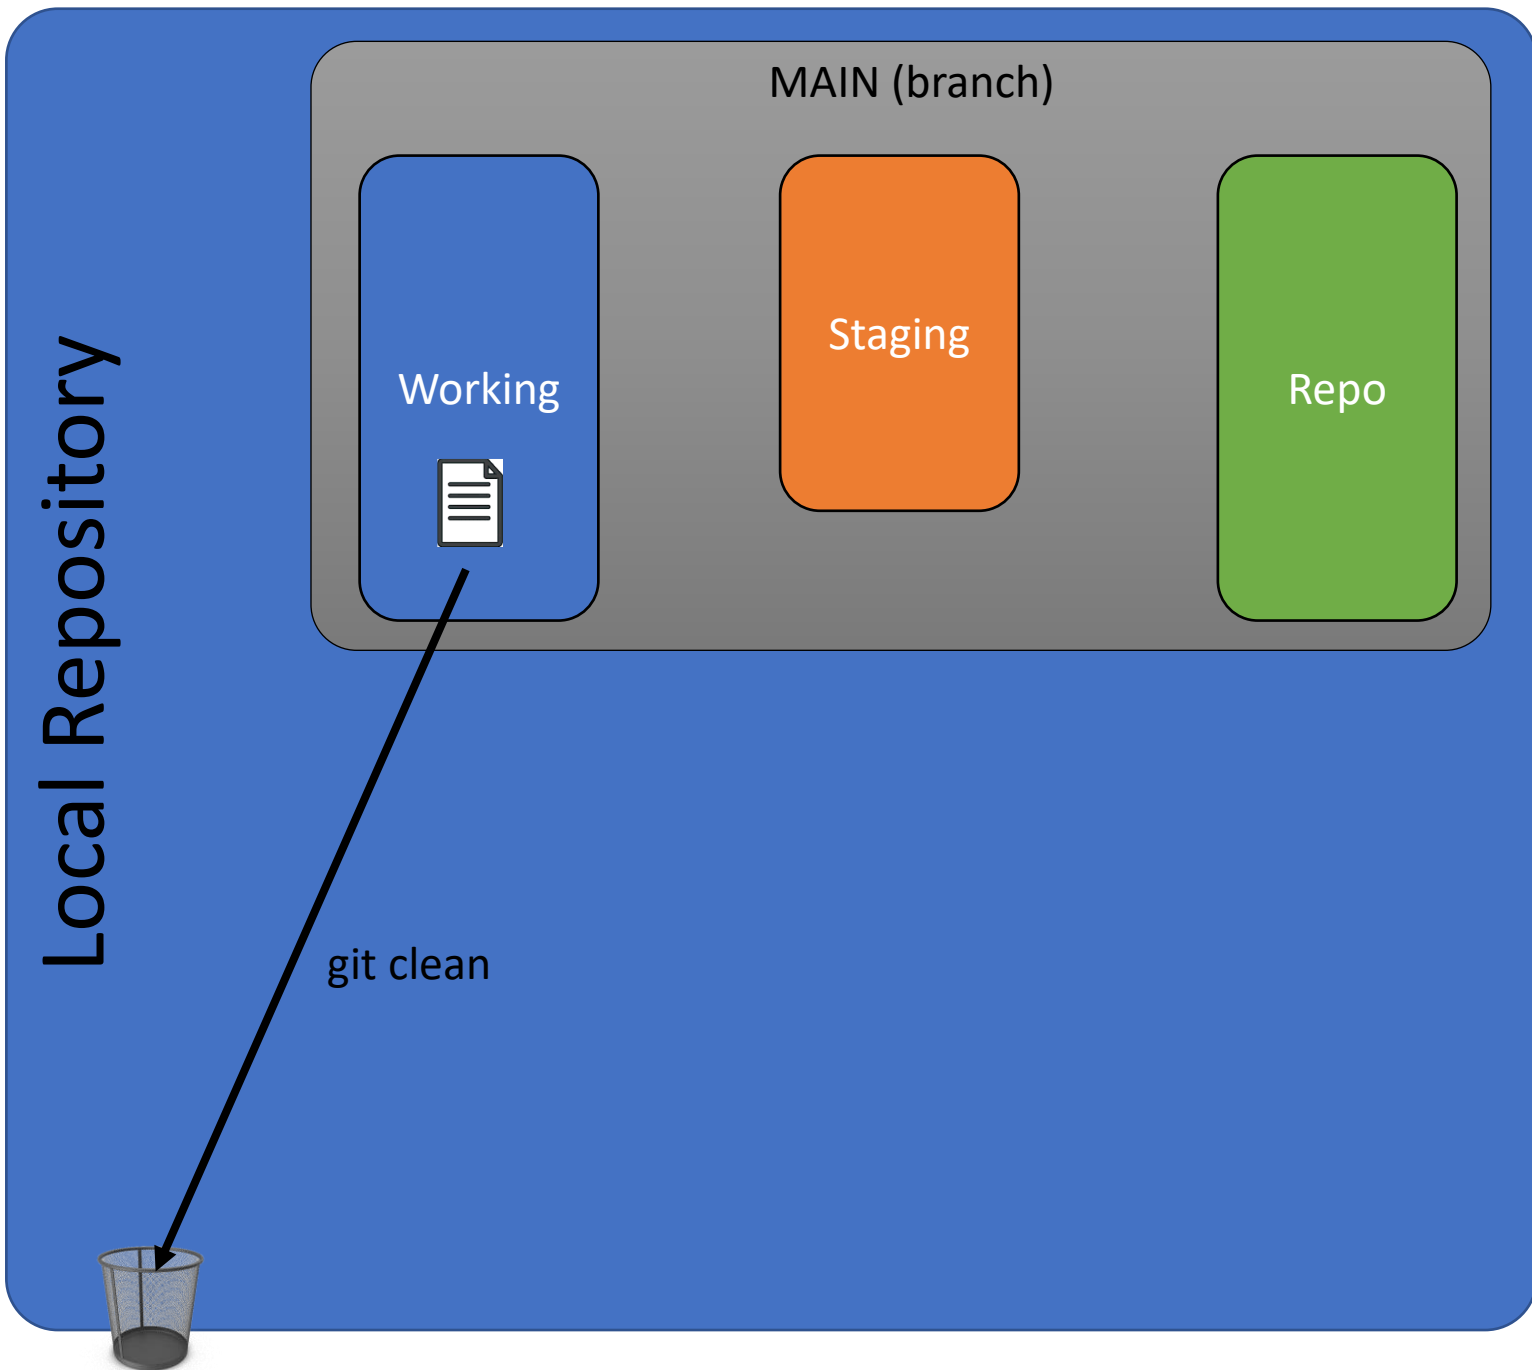 MAIN (branch)
Working
Staging
Repo
Local Repository
git clean